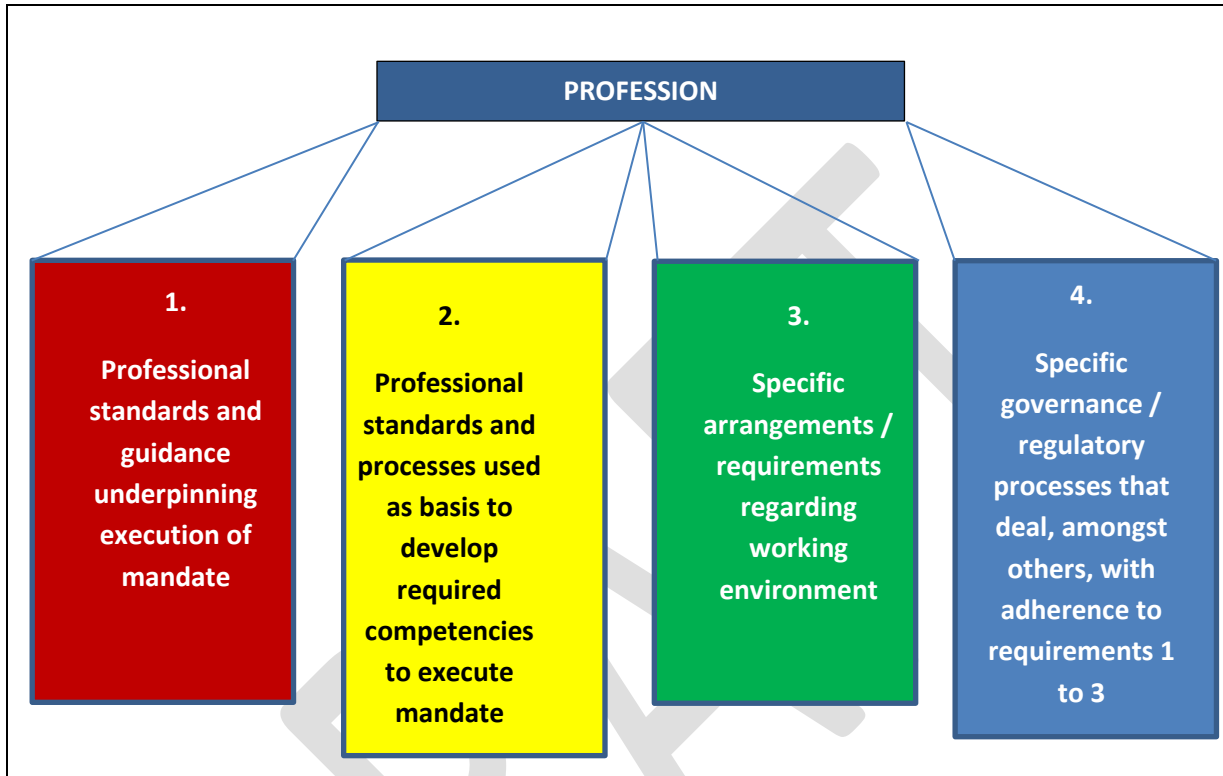 PROFESSION
1.
Professional
standards and
guidance
underpinning
execution of
mandate
2.
Professional
standards and
processes used
as basis to
develop
required
competencies
to execute
mandate
3.
Specific
arrangements /
requirements
regarding
working
environment
4.
Specific
governance /
regulatory
processes that
deal, amongst
others, with
adherence to
requirements 1
to 3